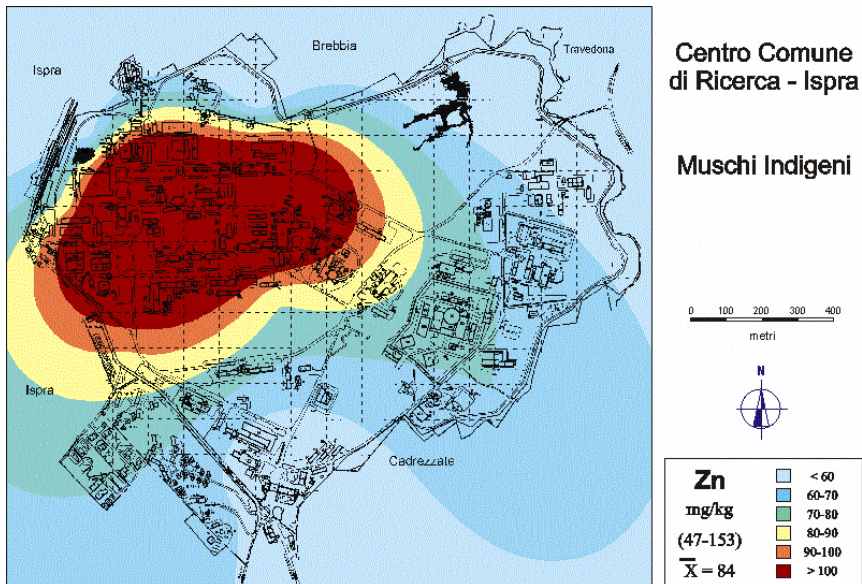 Brebbia
Travedona
Ispra
Ispra
Cadrezzate
Centro Comune
di Ricerca - Ispra
Muschi Indigeni
0 100 200 300 400
metri
N
Zn
mg/kg
(47-153)
X̅ = 84
< 60
60-70
70-80
80-90
90-100
> 100